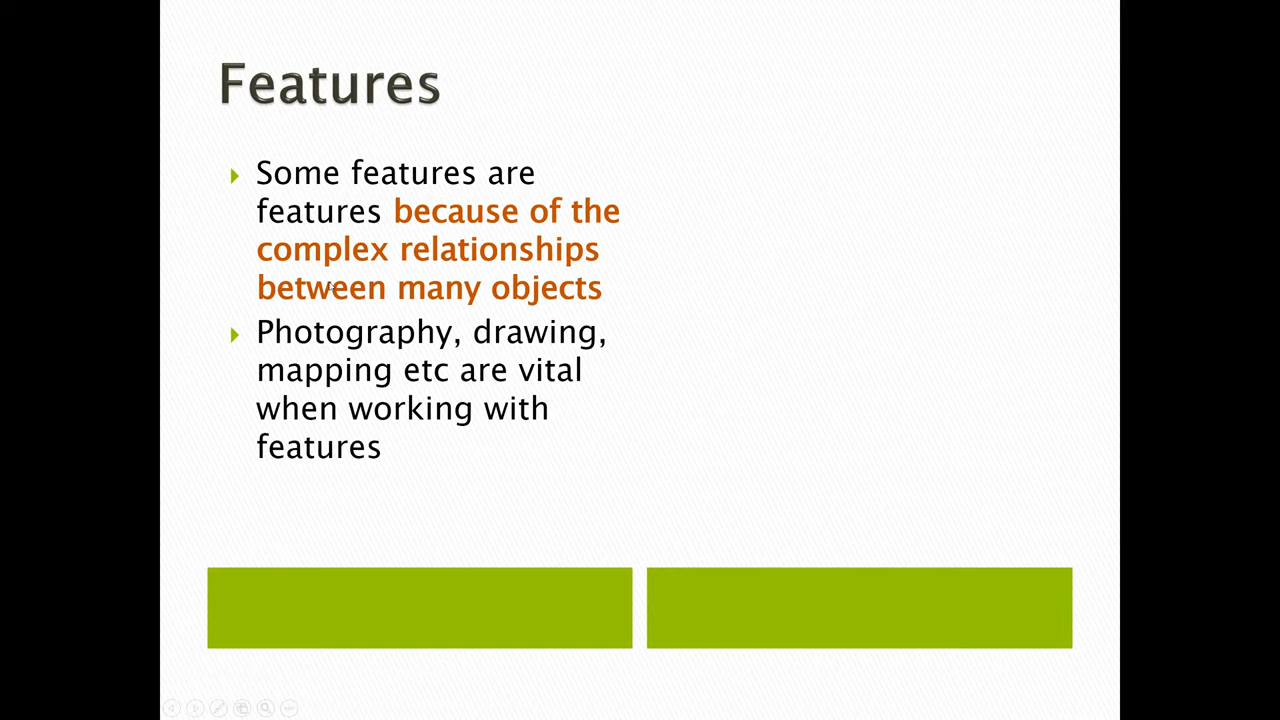 Features
Some features are
features because of the
complex relationships
between many objects
Photography, drawing,
mapping etc are vital
when working with
features